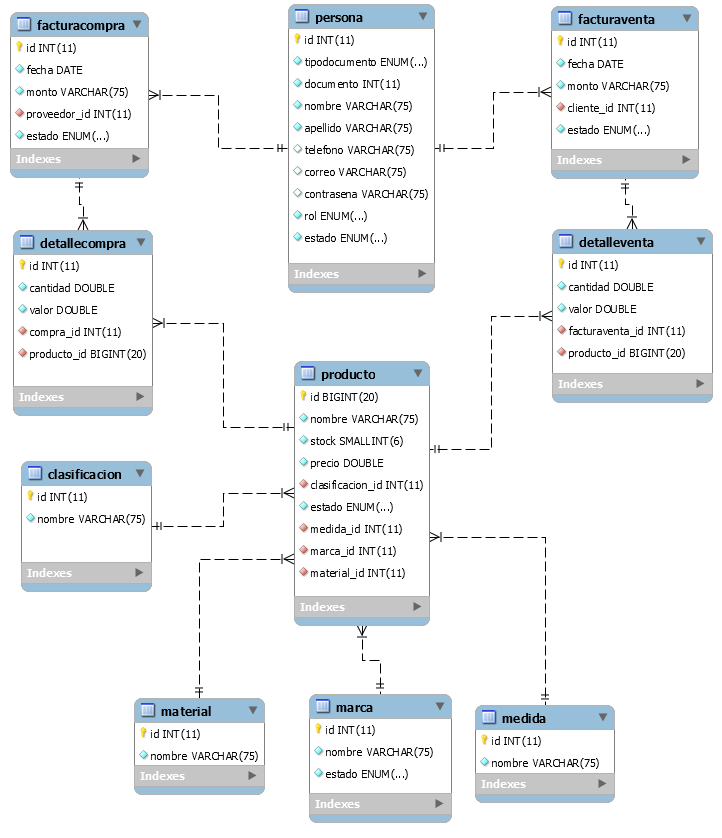 facturacompra
id INT(11)
fecha DATE
monto VARCHAR(75)
proveedor_id INT(11)
estado ENUM(...)
Indexes
persona
id INT(11)
tipodocumento ENUM(...)
documento INT(11)
nombre VARCHAR(75)
apellido VARCHAR(75)
telefono VARCHAR(75)
correo VARCHAR(75)
contrasena VARCHAR(75)
rol ENUM(...)
estado ENUM(...)
Indexes
facturaventa
id INT(11)
fecha DATE
monto VARCHAR(75)
cliente_id INT(11)
estado ENUM(...)
Indexes
detallecompra
id INT(11)
cantidad DOUBLE
valor DOUBLE
compra_id INT(11)
producto_id BIGINT(20)
Indexes
detalleventa
id INT(11)
cantidad DOUBLE
valor DOUBLE
facturaventa_id INT(11)
producto_id BIGINT(20)
Indexes
producto
id BIGINT(20)
nombre VARCHAR(75)
stock SMALLINT(6)
precio DOUBLE
clasificacion_id INT(11)
estado ENUM(...)
medida_id INT(11)
marca_id INT(11)
material_id INT(11)
Indexes
clasificacion
id INT(11)
nombre VARCHAR(75)
Indexes
material
id INT(11)
nombre VARCHAR(75)
Indexes
marca
id INT(11)
nombre VARCHAR(75)
estado ENUM(...)
Indexes
medida
id INT(11)
nombre VARCHAR(75)
Indexes